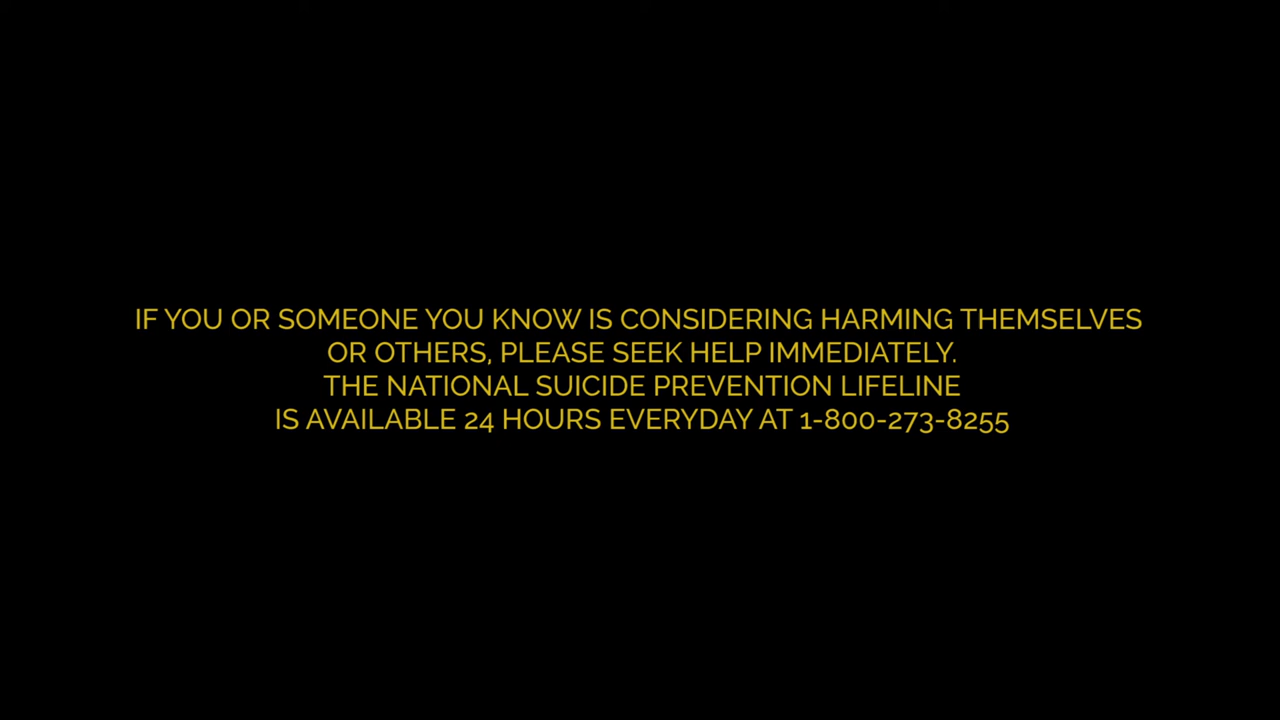 IF YOU OR SOMEONE YOU KNOW IS CONSIDERING HARMING THEMSELVES
OR OTHERS, PLEASE SEEK HELP IMMEDIATELY.
THE NATIONAL SUICIDE PREVENTION LIFELINE
IS AVAILABLE 24 HOURS EVERYDAY AT 1-800-273-8255